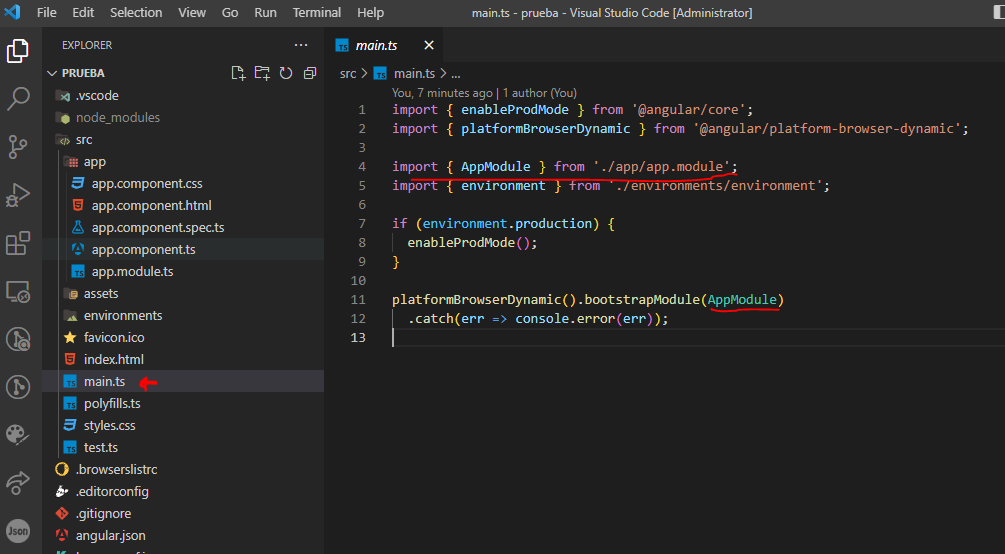 File Edit Selection View Go Run Terminal Help main.ts - prueba - Visual Studio Code [Administrator]
EXPLORER
PRUEBA
.vscode
node_modules
src
app
app.component.css
app.component.html
app.component.spec.ts
app.component.ts
app.module.ts
assets
environments
favicon.ico
index.html
main.ts
polyfills.ts
styles.css
test.ts
.browserslistrc
.editorconfig
.gitignore
angular.json
Json
TS main.ts
src > TS main.ts > ...
You, 7 minutes ago | 1 author (You)
1 import { enableProdMode } from '@angular/core';
2 import { platformBrowserDynamic } from '@angular/platform-browser-dynamic';
3
4 import { AppModule } from './app/app.module';
5 import { environment } from './environments/environment';
6
7 if (environment.production) {
8   enableProdMode();
9 }
10
11 platformBrowserDynamic().bootstrapModule(AppModule)
12   .catch(err => console.error(err));
13